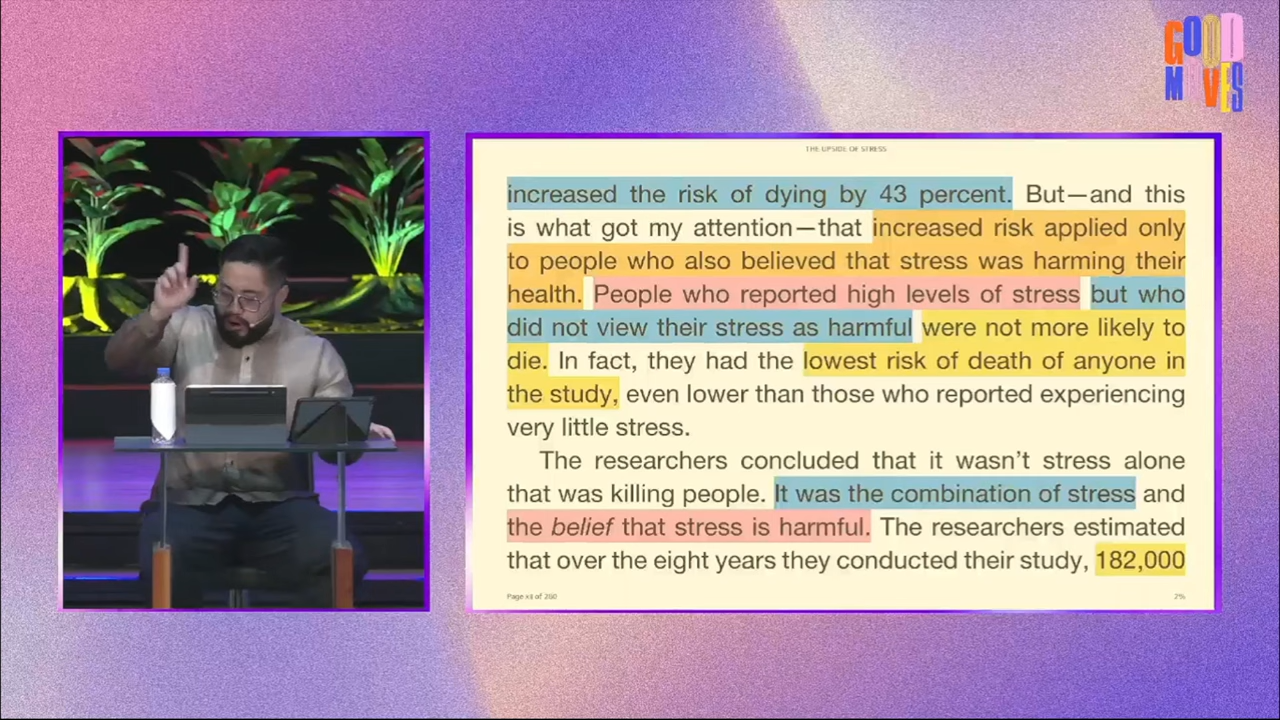 GOOD
MOVES
THE UPSIDE OF STRESS
increased the risk of dying by 43 percent. But—and this
is what got my attention—that increased risk applied only
to people who also believed that stress was harming their
health. People who reported high levels of stress but who
did not view their stress as harmful were not more likely to
die. In fact, they had the lowest risk of death of anyone in
the study, even lower than those who reported experiencing
very little stress.
The researchers concluded that it wasn’t stress alone
that was killing people. It was the combination of stress and
the belief that stress is harmful. The researchers estimated
that over the eight years they conducted their study, 182,000
Page xii of 260
2%